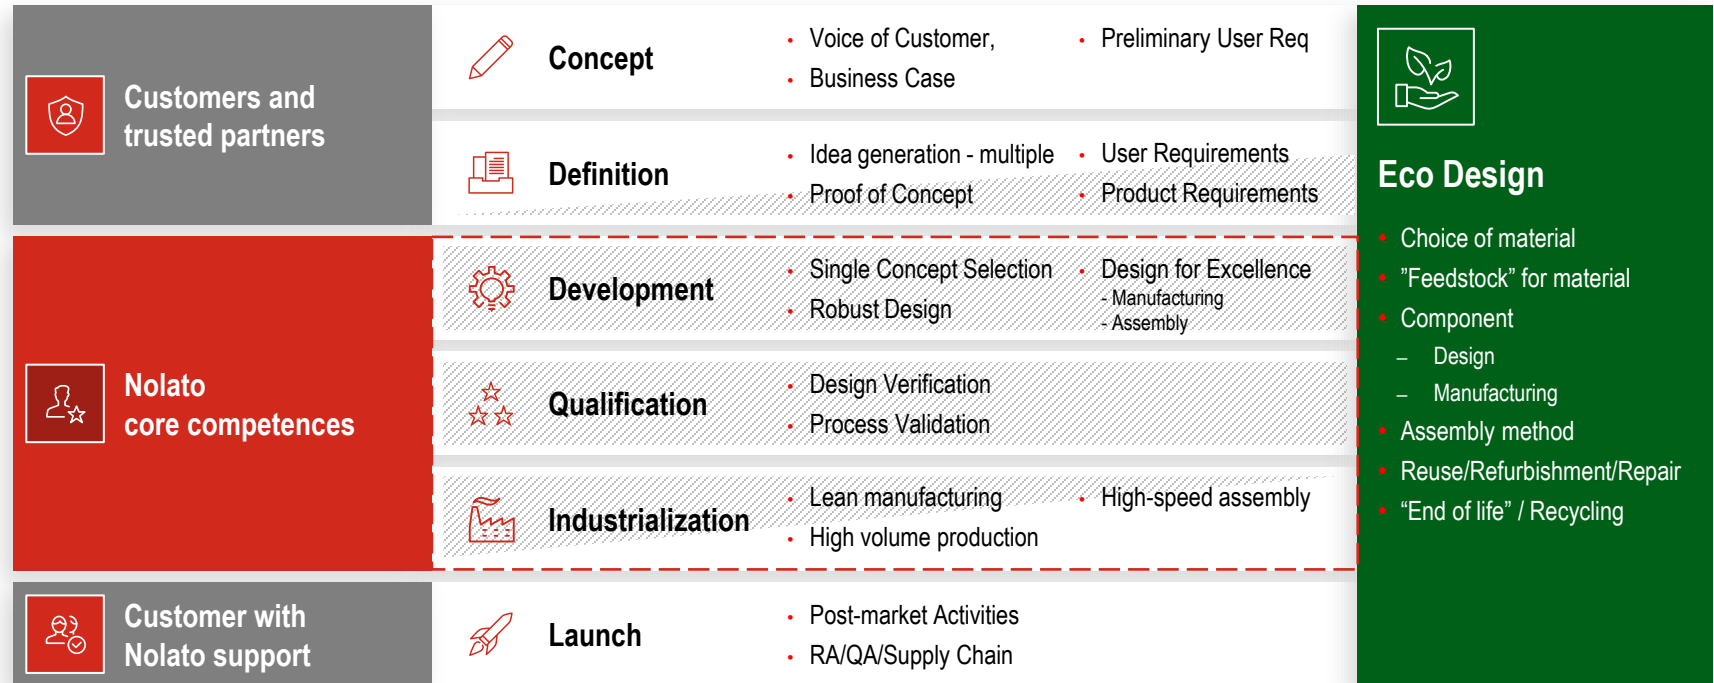 Customers and
trusted partners
Concept
• Voice of Customer,
• Business Case
• Preliminary User Req
Definition
• Idea generation - multiple
• Proof of Concept
• User Requirements
• Product Requirements
Nolato
core competences
Development
• Single Concept Selection
• Robust Design
• Design for Excellence
- Manufacturing
- Assembly
Qualification
• Design Verification
• Process Validation
Industrialization
• Lean manufacturing
• High volume production
• High-speed assembly
Customer with
Nolato support
Launch
• Post-market Activities
• RA/QA/Supply Chain
Eco Design
• Choice of material
• ”Feedstock” for material
• Component
– Design
– Manufacturing
• Assembly method
• Reuse/Refurbishment/Repair
• “End of life” / Recycling